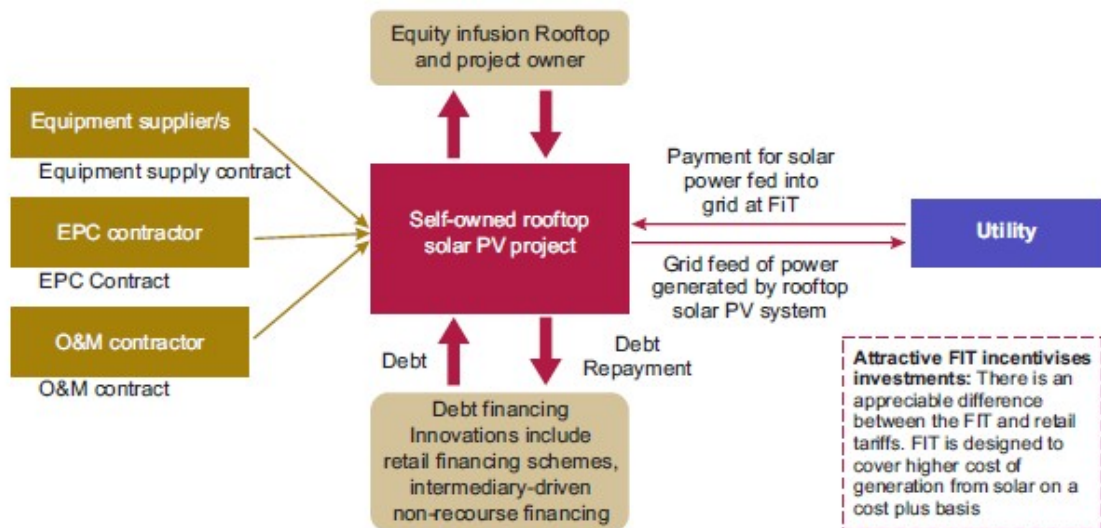 Equity infusion Rooftop
and project owner
Equipment supplier/s
Equipment supply contract
EPC contractor
EPC Contract
O&M contractor
O&M contract
Self-owned rooftop
solar PV project
Payment for solar
power fed into
grid at FiT
Grid feed of power
generated by rooftop
solar PV system
Utility
Debt
Debt
Repayment
Debt financing
Innovations include
retail financing schemes,
intermediary-driven
non-recourse financing
Attractive FIT incentivises
investments: There is an
appreciable difference
between the FIT and retail
tariffs. FIT is designed to
cover higher cost of
generation from solar on a
cost plus basis